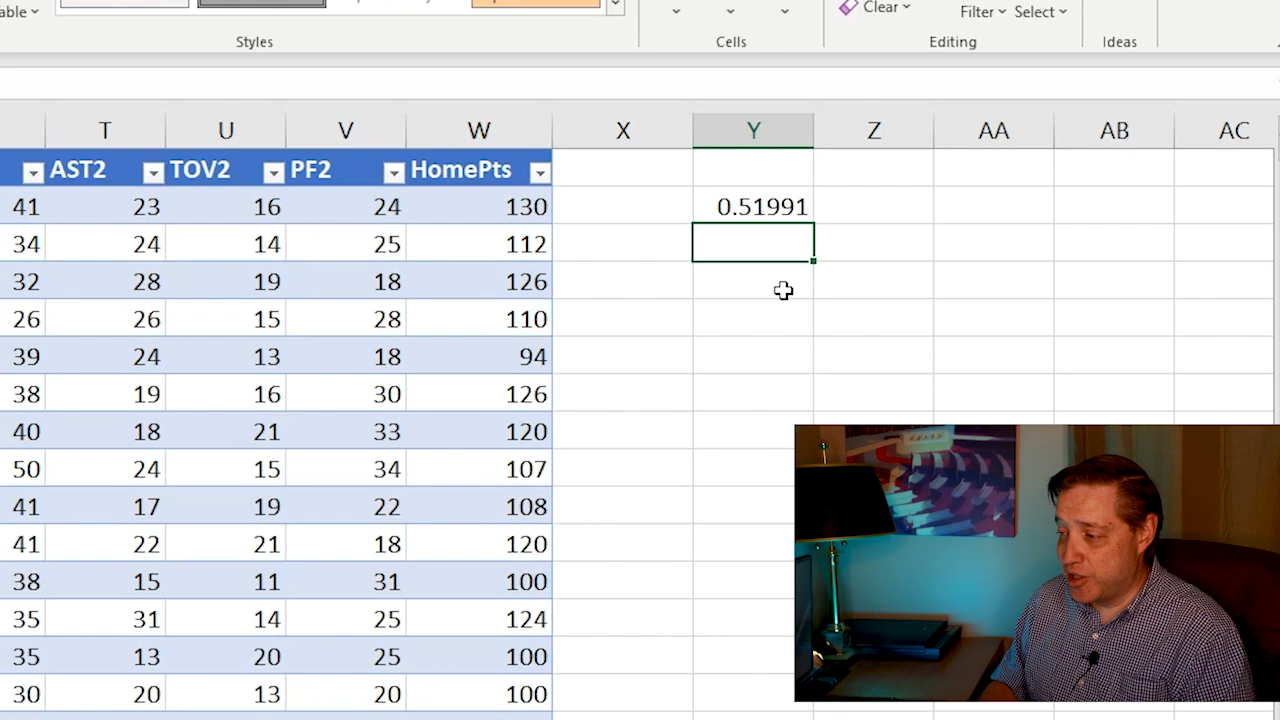 able
Clear
Filter Select
Styles Cells Editing Ideas
T U V W X Y Z AA AB AC
AST2 TOV2 PF2 HomePts
41 23 16 24 130 0.51991
34 24 14 25 112
32 28 19 18 126
26 26 15 28 110
39 24 13 18 94
38 19 16 30 126
40 18 21 33 120
50 24 15 34 107
41 17 19 22 108
41 22 21 18 120
38 15 11 31 100
35 31 14 25 124
35 13 20 25 100
30 20 13 20 100